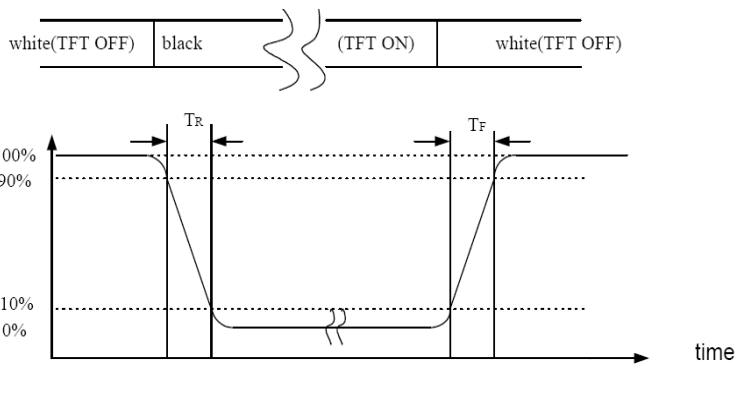 white(TFT OFF) black (TFT ON) white(TFT OFF)
TR TF
00%
90%
10%
0%
time